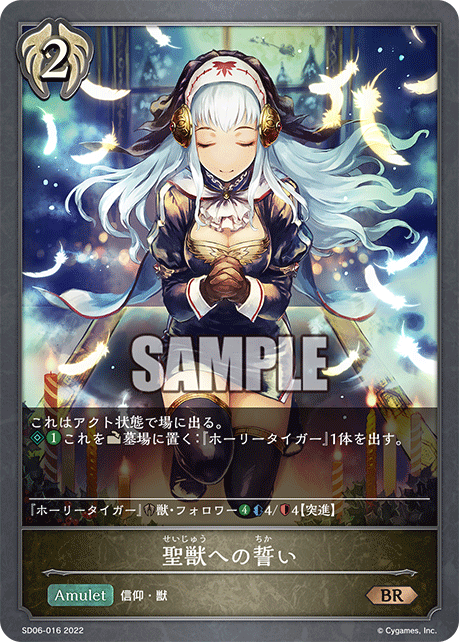 2
SAMPLE
これはアクト状態で場に出る。
1 これを墓場に置く:『ホーリータイガー』1体を出す。
『ホーリータイガー』獣・フォロワー 4 4/4【突進】
せいじゅう ちか
聖獣への誓い
Amulet 信仰・獣 BR
SD06-016 2022 © Cygames, Inc.